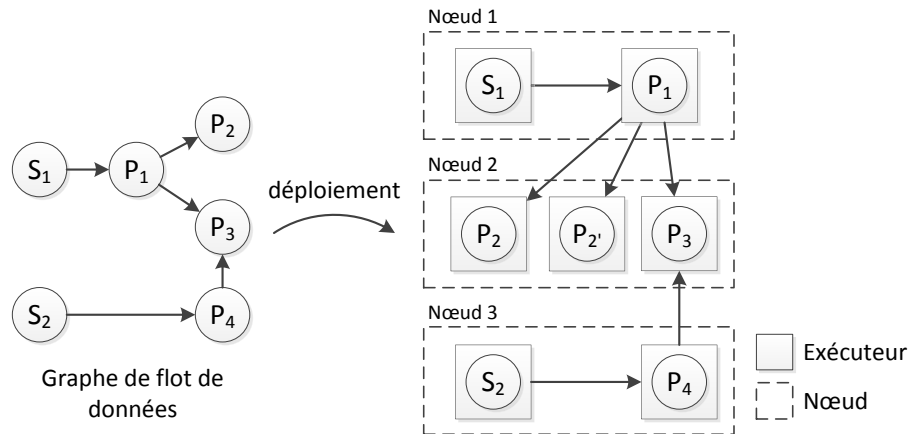 S1
P1
P2
P3
S2
P4
Graphe de flot de
données
déploiement
Nœud 1
S1
P1
Nœud 2
P2
P2'
P3
Nœud 3
S2
P4
Exécuteur
Nœud